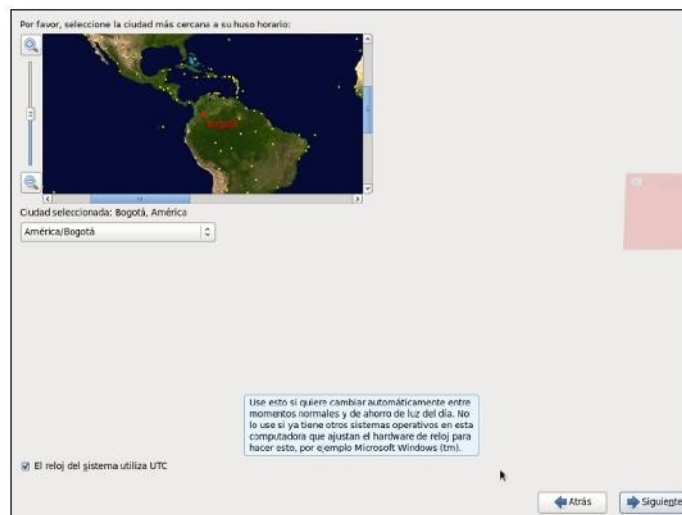 Por favor, seleccione la ciudad más cercana a su huso horario:
Bogotá
Ciudad seleccionada: Bogotá, América
América/Bogotá
Use esto si quiere cambiar automáticamente entre
momentos normales y de ahorro de luz del día. No
lo use si ya tiene otros sistemas operativos en esta
computadora que ajustan el hardware de reloj para
hacer esto, por ejemplo Microsoft Windows (tm).
El reloj del sistema utiliza UTC
Atrás
Siguiente